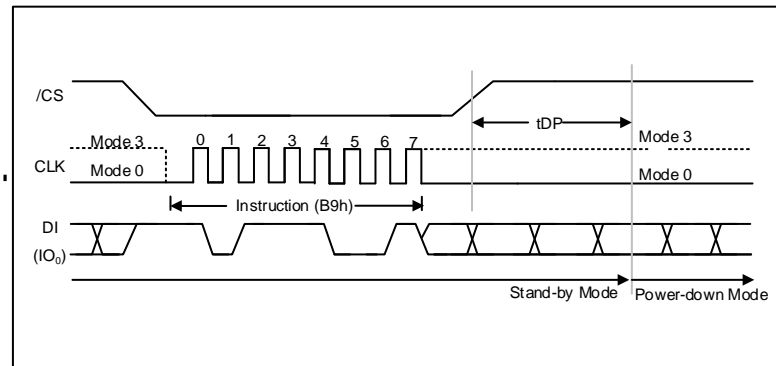 /CS
tDP
Mode 3
0 1 2 3 4 5 6 7
Mode 3
CLK
Mode 0
Mode 0
Instruction (B9h)
DI
(IO₀)
Stand-by Mode
Power-down Mode